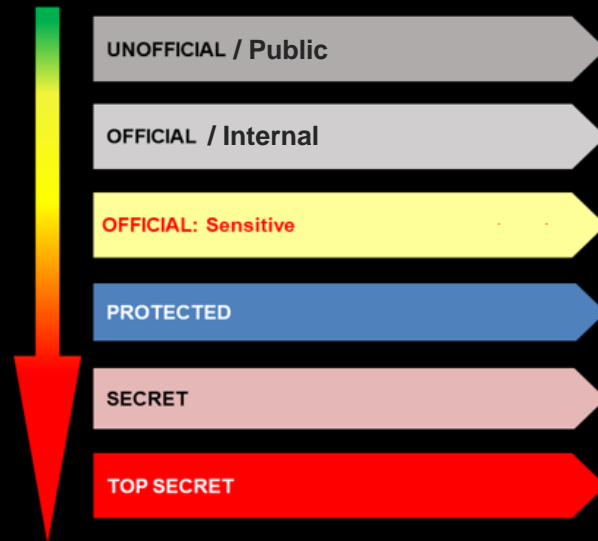 UNOFFICIAL / Public
OFFICIAL / Internal
OFFICIAL: Sensitive
PROTECTED
SECRET
TOP SECRET